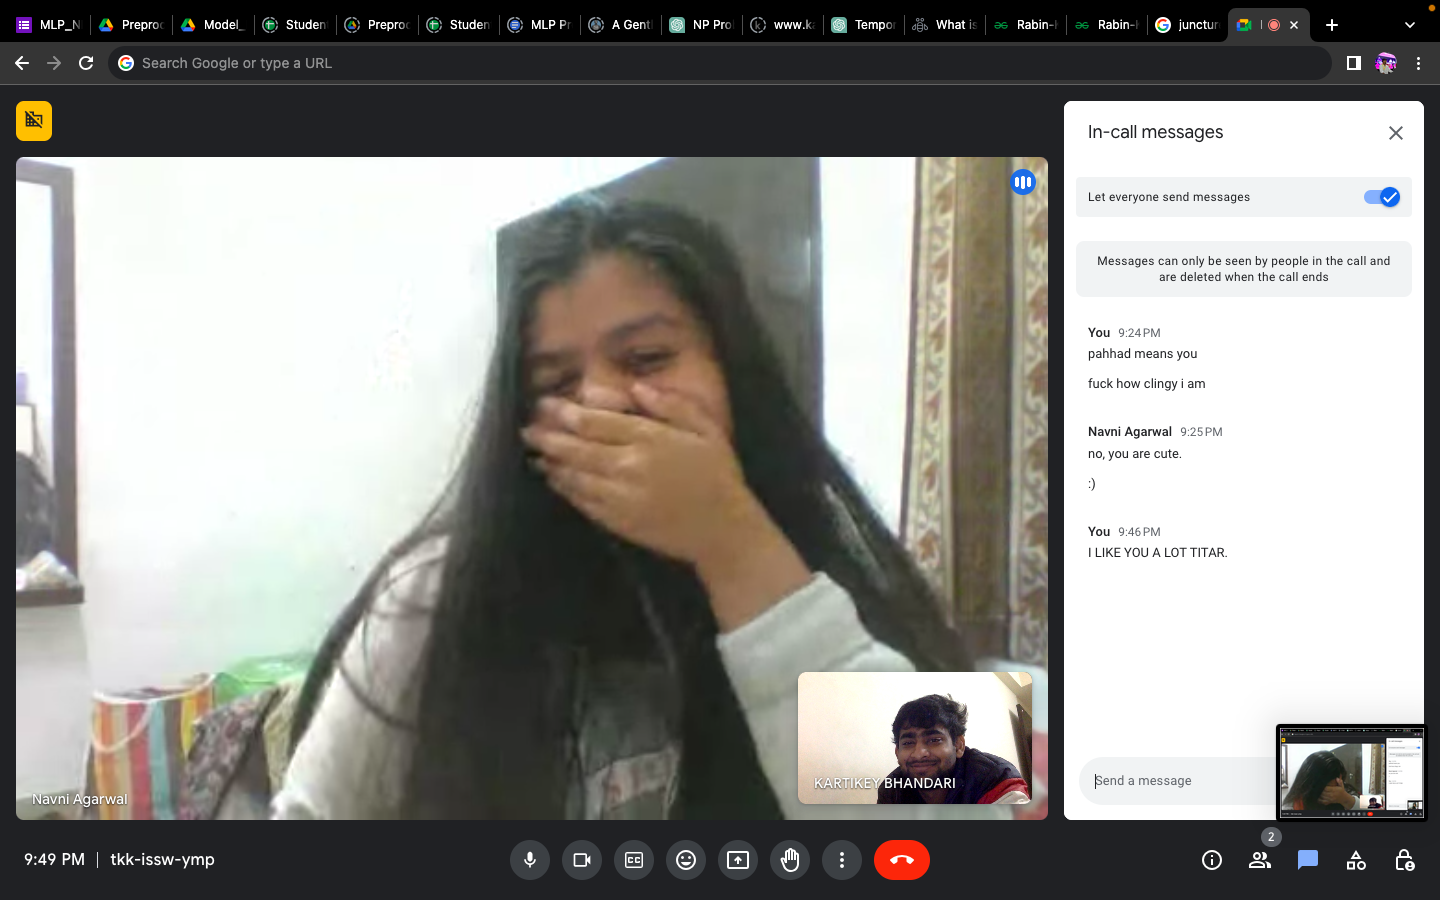 MLP_N
Preproc
Model_
Studen
Preproc
Studen
MLP Pr
A Gentl
NP Pro
www.ka
Tempo
What is
Rabin-K
Rabin-K
junctur
Search Google or type a URL
In-call messages
Let everyone send messages
Messages can only be seen by people in the call and
are deleted when the call ends
You 9:24 PM
pahhad means you
fuck how clingy i am
Navni Agarwal 9:25 PM
no, you are cute.
:)
You 9:46 PM
I LIKE YOU A LOT TITAR.
Send a message
KARTIKEY BHANDARI
Navni Agarwal
9:49 PM | tkk-issw-ymp
CC
2